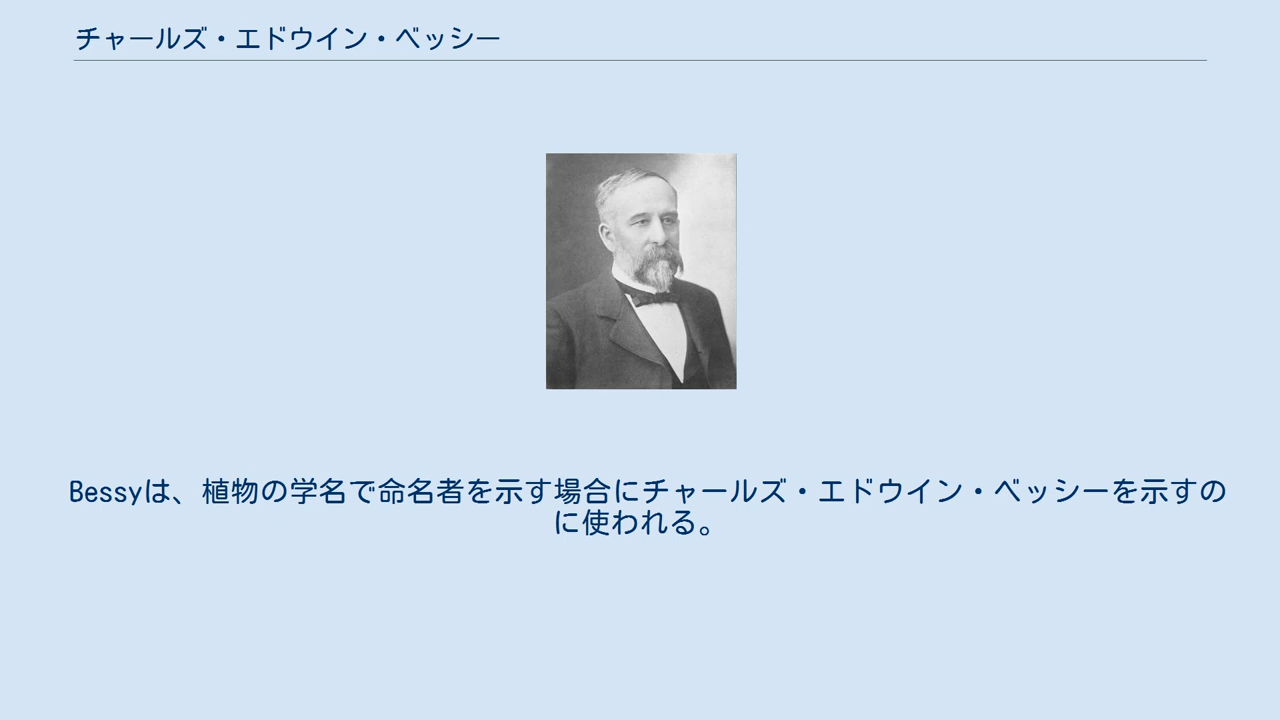 チャールズ・エドウイン・ベッシー
Bessyは、植物の学名で命名者を示す場合にチャールズ・エドウイン・ベッシーを示すの
に使われる。